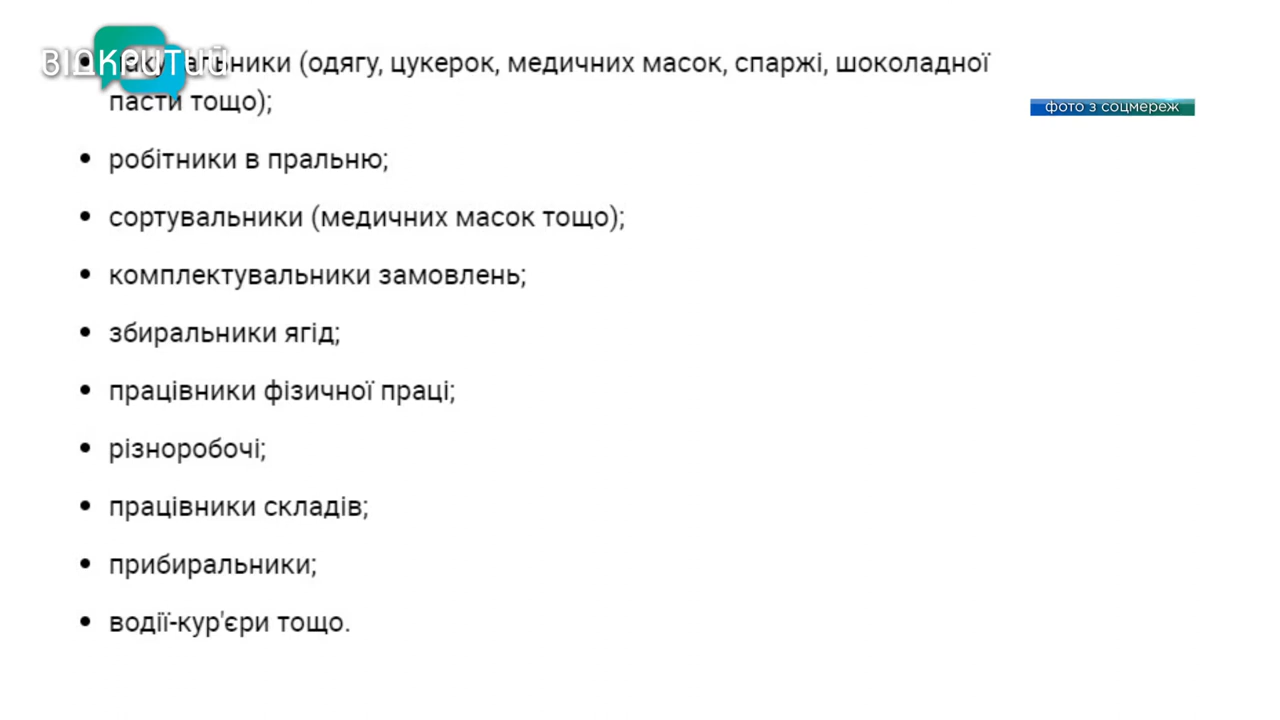 ВІДКРИТИЙ
(одягу, цукерок, медичних масок, спаржі, шоколадної
пасти тощо);
фото з соцмереж
• робітники в пральню;
• сортувальники (медичних масок тощо);
• комплектувальники замовлень;
• збиральники ягід;
• працівники фізичної праці;
• різноробочі;
• працівники складів;
• прибиральники;
• водії-кур'єри тощо.